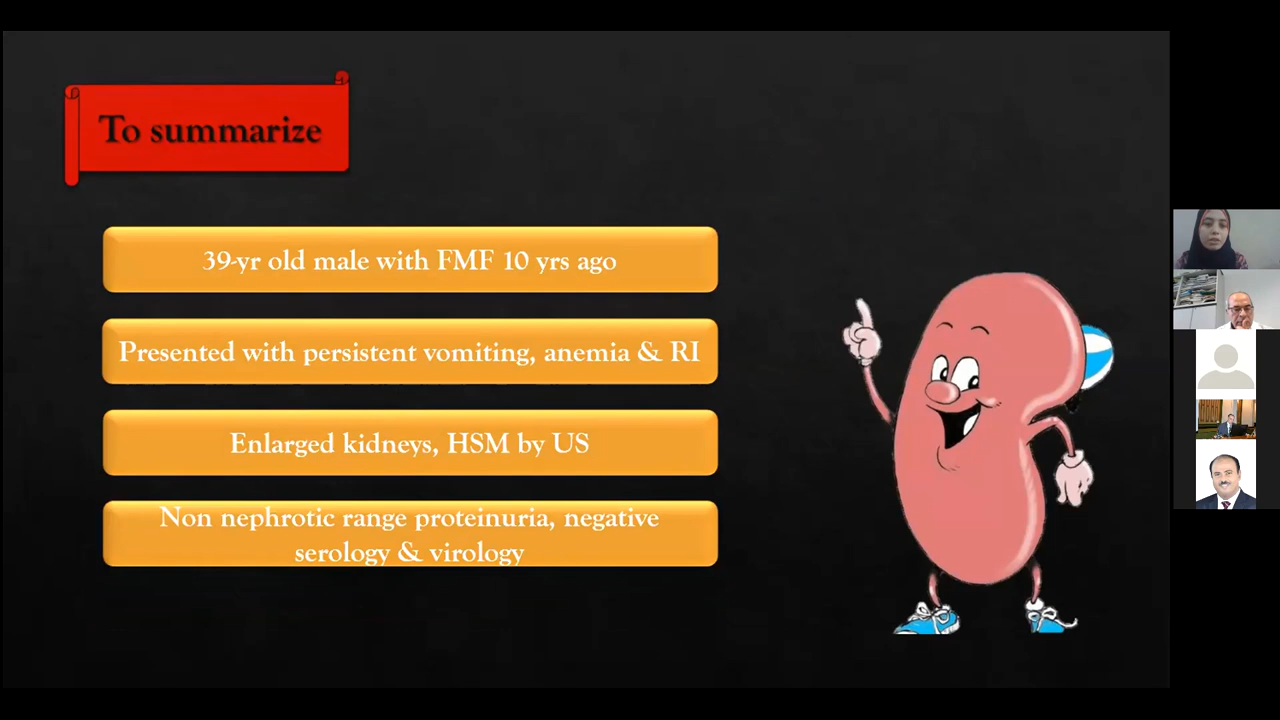 To summarize
39-yr old male with FMF 10 yrs ago
Presented with persistent vomiting, anemia & RI
Enlarged kidneys, HSM by US
Non nephrotic range proteinuria, negative
serology & virology